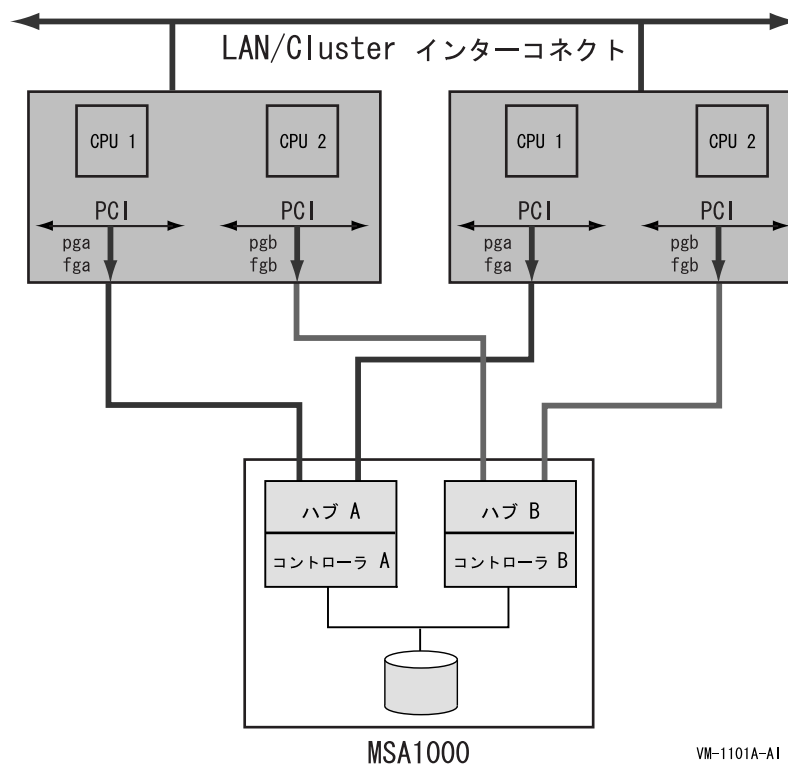 LAN/Cluster インターコネクト
CPU 1
CPU 2
CPU 1
CPU 2
PCI
PCI
PCI
PCI
pga
fga
pgb
fgb
pga
fga
pgb
fgb
ハブ A
ハブ B
コントローラ A
コントローラ B
MSA1000
VM-1101A-AI